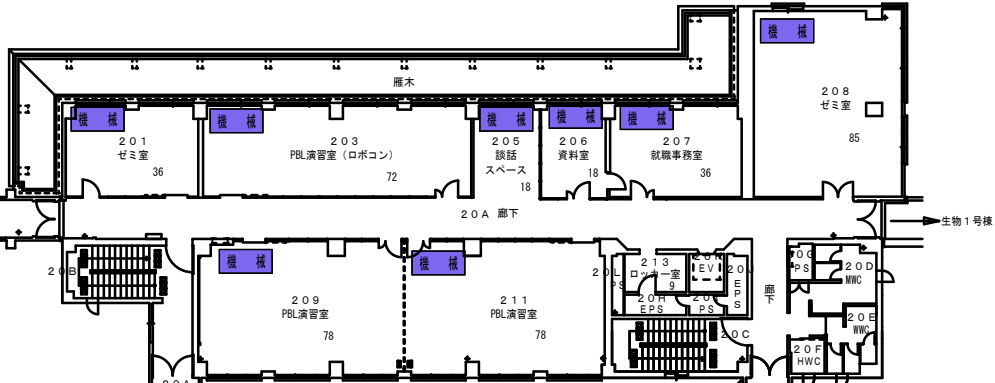 機 械
208
ゼミ室
85
雁木
機 械
201
ゼミ室
36
機 械
203
PBL演習室（ロボコン）
72
機 械
205
談話
スペース
18
機 械
206
資料室
18
機 械
207
就職事務室
36
20A 廊下
生物1号棟
20B
機 械
209
PBL演習室
78
機 械
211
PBL演習室
78
20L
PS
213
ロッカー室
9
EV
20J
EPS
20H
EPS
PS
20C
廊下
20G
PS
20D
MWC
20E
WWC
20F
HWC